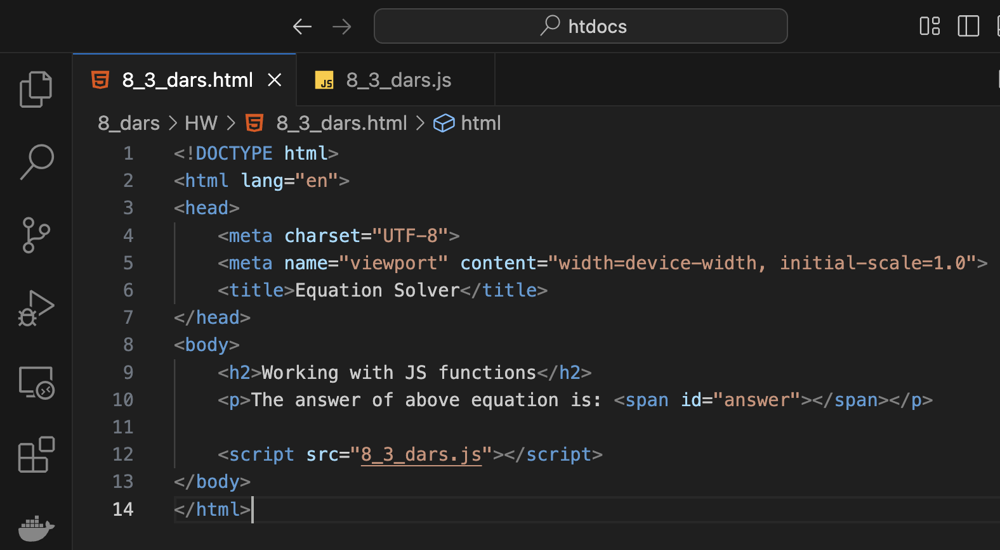 htdocs
8_3_dars.html
JS 8_3_dars.js
8_dars > HW > 8_3_dars.html > html
1 <!DOCTYPE html>
2 <html lang="en">
3 <head>
4     <meta charset="UTF-8">
5     <meta name="viewport" content="width=device-width, initial-scale=1.0">
6     <title>Equation Solver</title>
7 </head>
8 <body>
9     <h2>Working with JS functions</h2>
10     <p>The answer of above equation is: <span id="answer"></span></p>
11
12     <script src="8_3_dars.js"></script>
13 </body>
14 </html>